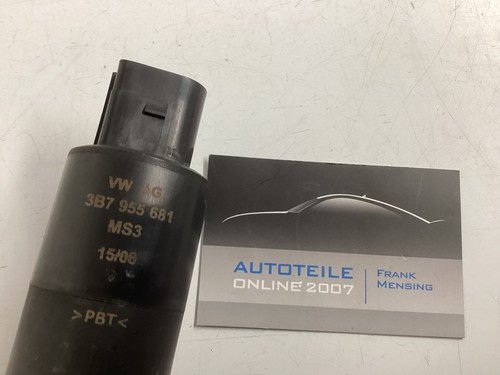 VW AG
3B7 955 681
MS3
15/06
>PBT<
AUTOTEILE
ONLINE 2007
FRANK
MENSING